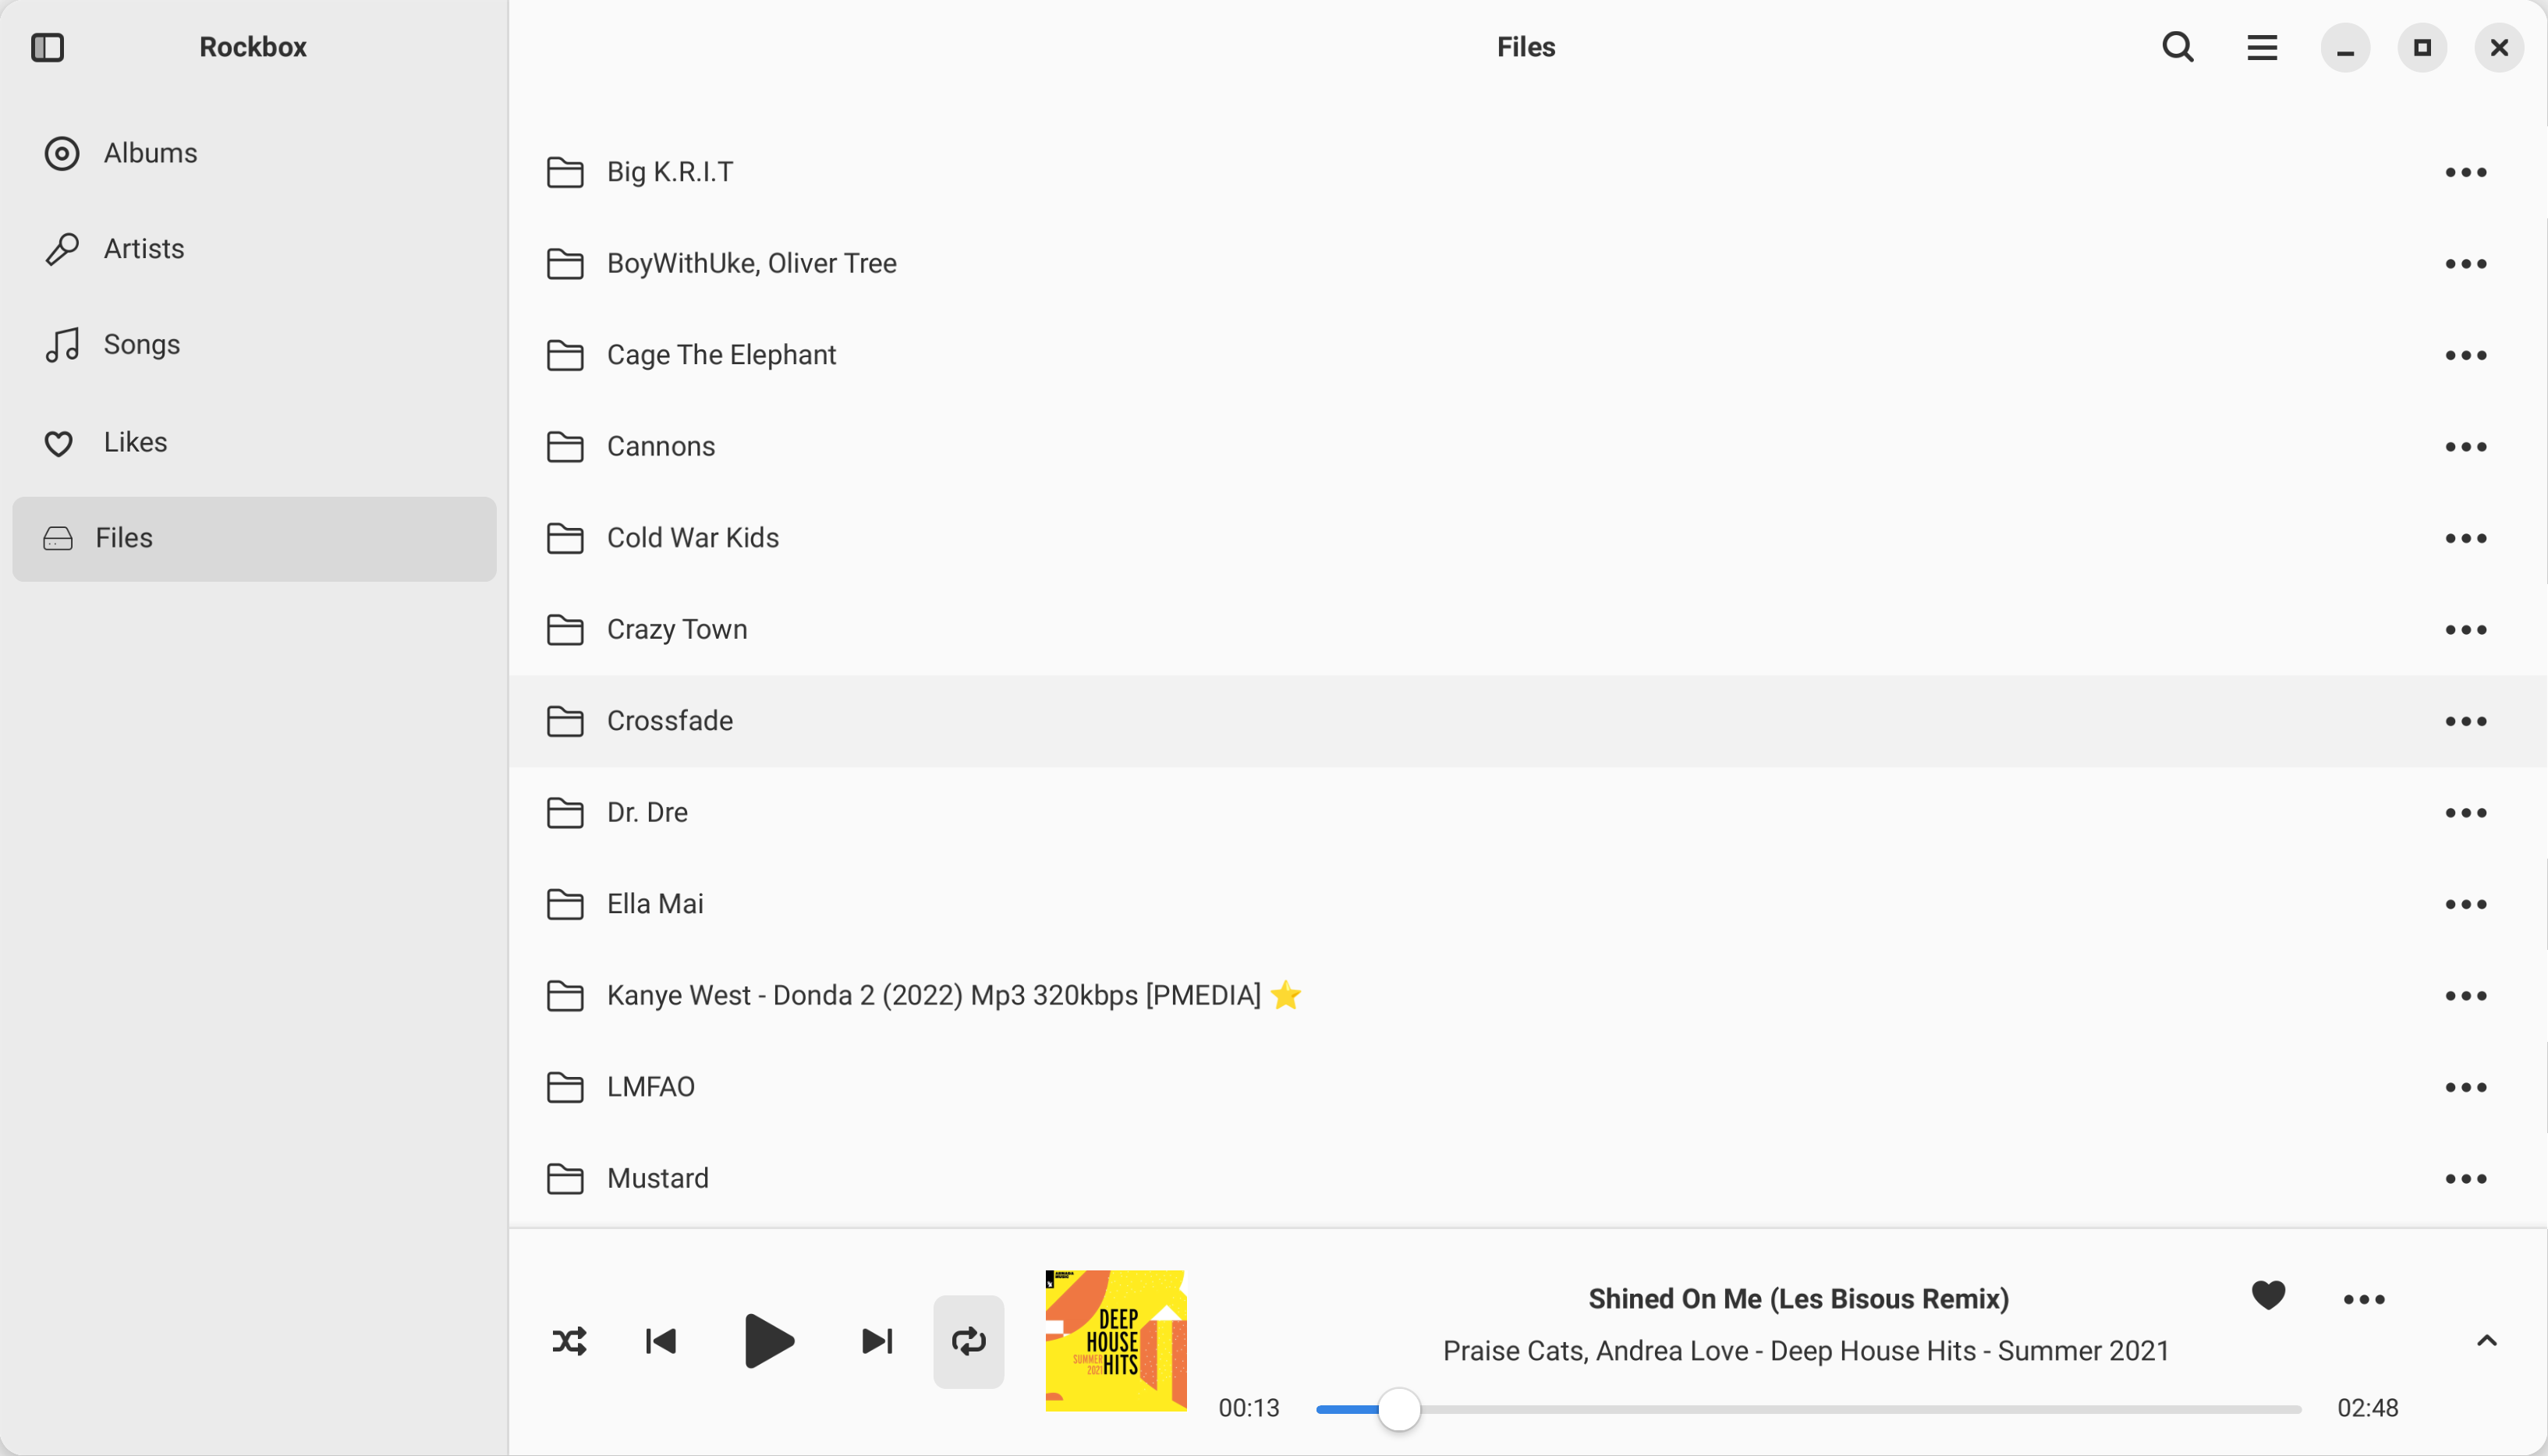 Rockbox
Files
Albums
Artists
Songs
Likes
Files
Big K.R.I.T
BoyWithUke, Oliver Tree
Cage The Elephant
Cannons
Cold War Kids
Crazy Town
Crossfade
Dr. Dre
Ella Mai
Kanye West - Donda 2 (2022) Mp3 320kbps [PMEDIA] ⭐
LMFAO
Mustard
DEEP
HOUSE
SUMMER HITS
2021
Shined On Me (Les Bisous Remix)
Praise Cats, Andrea Love - Deep House Hits - Summer 2021
00:13
02:48